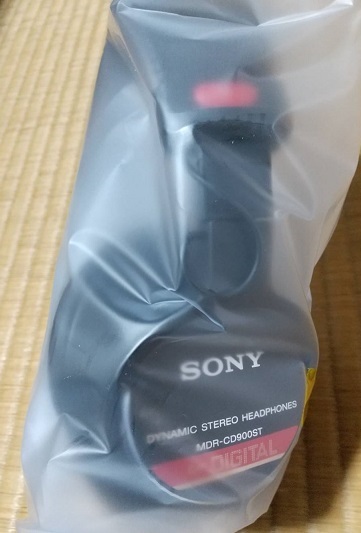 SONY
DYNAMIC STEREO HEADPHONES
MDR-CD900ST
DIGITAL